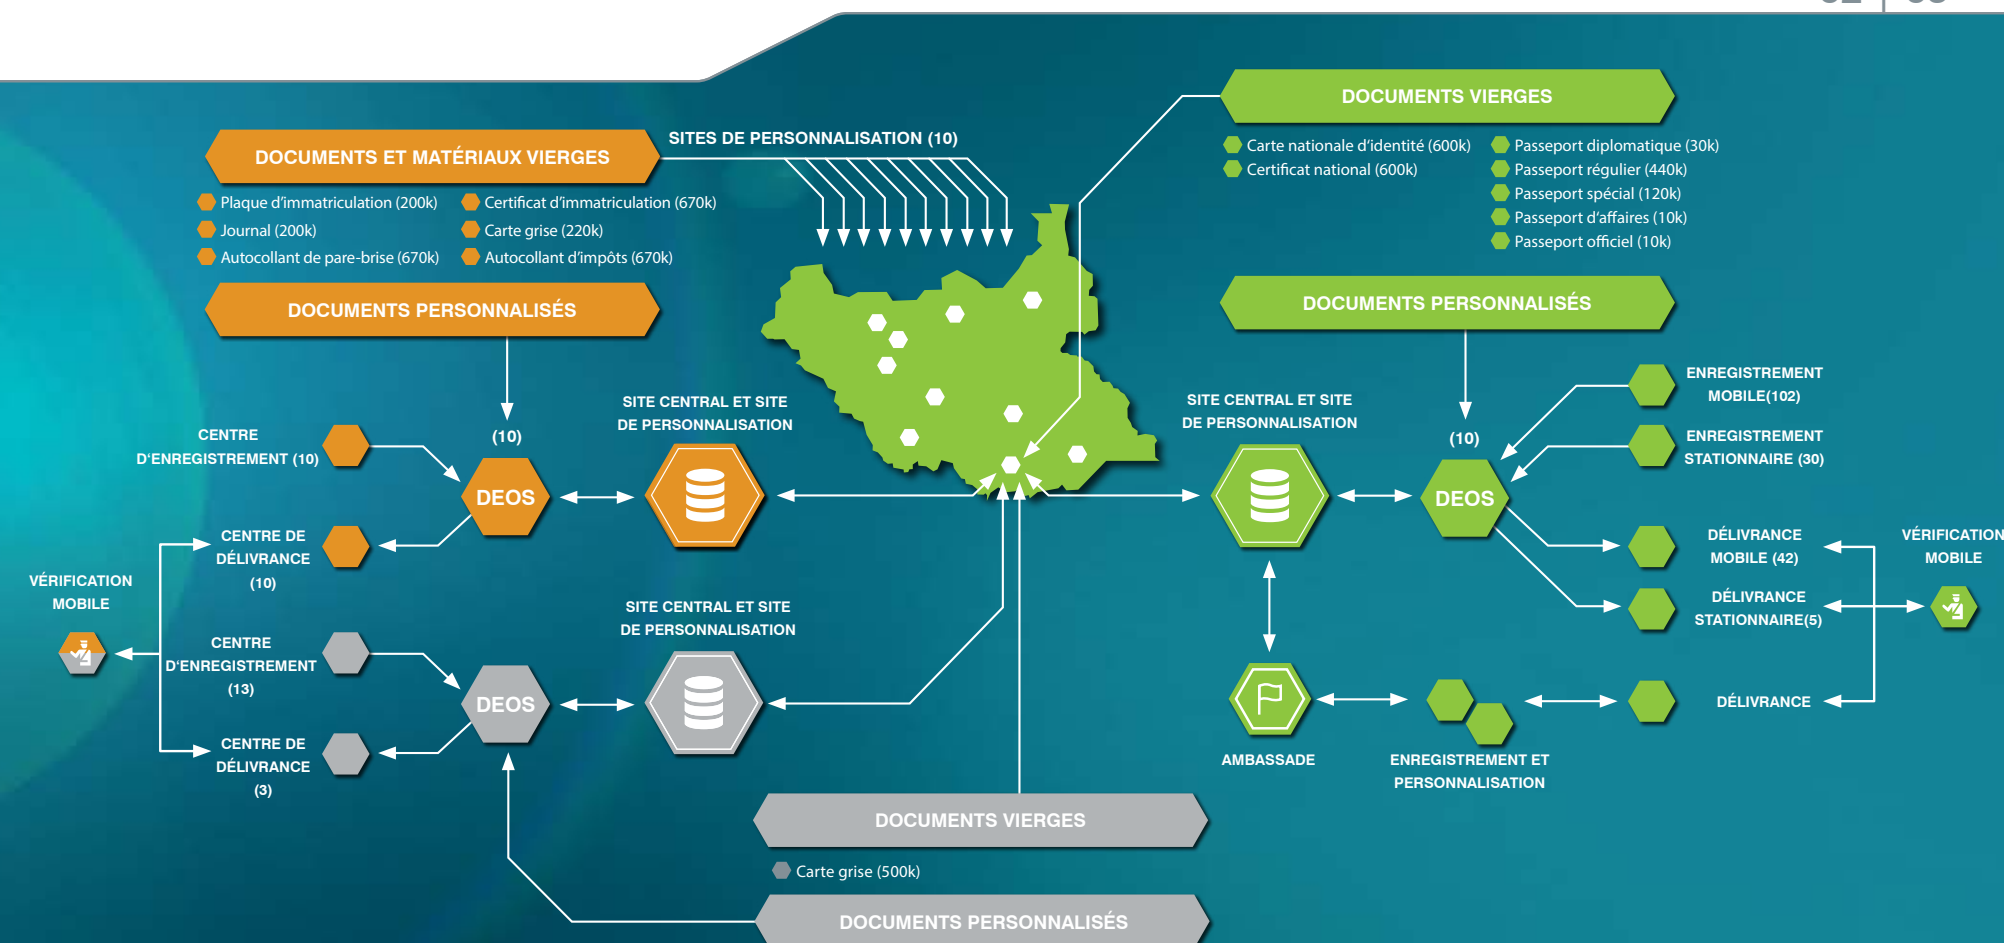 DOCUMENTS ET MATÉRIAUX VIERGES
Plaque d'immatriculation (200k)
Journal (200k)
Autocollant de pare-brise (670k)
Certificat d'immatriculation (670k)
Carte grise (220k)
Autocollant d'impôts (670k)
DOCUMENTS PERSONNALISÉS
SITES DE PERSONALISATION (10)
DOCUMENTS VIERGES
Carte nationale d'identité (600k)
Certificat national (600k)
Passeport diplomatique (30k)
Passeport régulier (440k)
Passeport spécial (120k)
Passeport d'affaires (10k)
Passeport officiel (10k)
DOCUMENTS PERSONNALISÉS
CENTRE
D'ENREGISTREMENT (10)
(10)
DEOS
SITE CENTRAL ET SITE
DE PERSONNALISATION
CENTRE DE
DÉLIVRANCE
(10)
VÉRIFICATION
MOBILE
CENTRE
D'ENREGISTREMENT
(13)
DEOS
SITE CENTRAL ET SITE
DE PERSONNALISATION
CENTRE DE
DÉLIVRANCE
(3)
SITE CENTRAL ET SITE
DE PERSONNALISATION
(10)
DEOS
ENREGISTREMENT
MOBILE(102)
ENREGISTREMENT
STATIONNAIRE (30)
DÉLIVRANCE
MOBILE (42)
DÉLIVRANCE
STATIONNAIRE(5)
VÉRIFICATION
MOBILE
AMBASSADE
ENREGISTREMENT ET
PERSONNALISATION
DÉLIVRANCE
DOCUMENTS VIERGES
Carte grise (500k)
DOCUMENTS PERSONNALISÉS